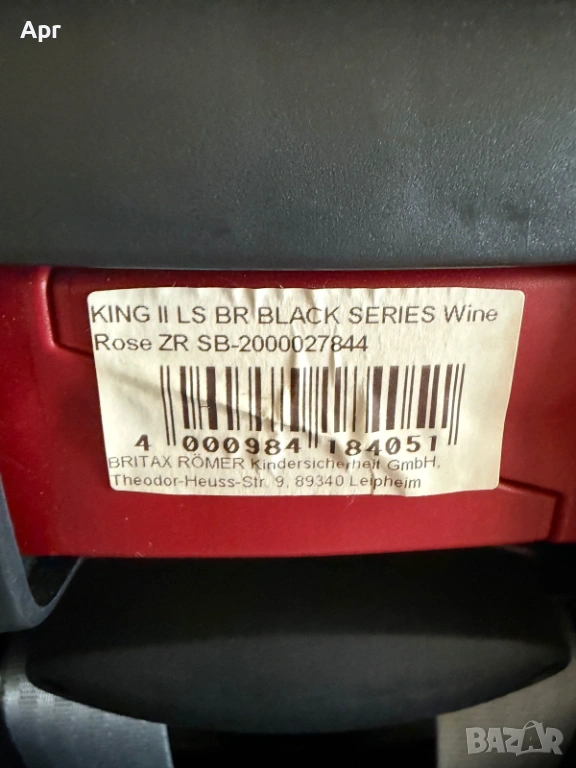 Apr
KING II LS BR BLACK SERIES Wine
Rose ZR SB-2000027844
4 000984 184051
BRITAX RÖMER Kindersicherheit GmbH,
Theodor-Heuss-Str. 9, 89340 Leipheim
BAZAR